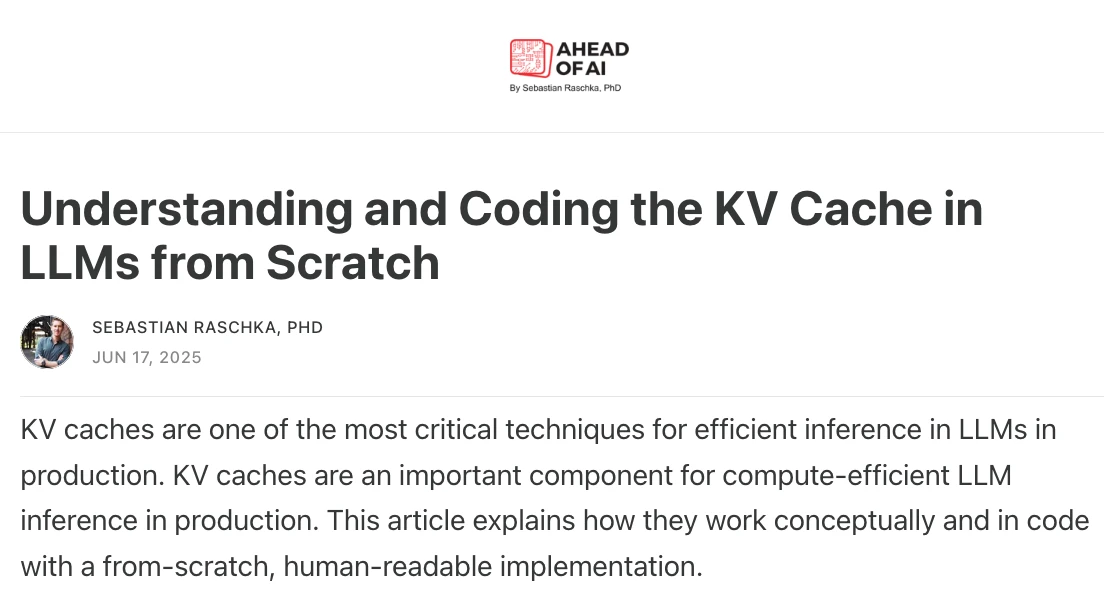 AHEAD
OF AI
By Sebastian Raschka, PhD
Understanding and Coding the KV Cache in
LLMs from Scratch
SEBASTIAN RASCHKA, PHD
JUN 17, 2025
KV caches are one of the most critical techniques for efficient inference in LLMs in
production. KV caches are an important component for compute-efficient LLM
inference in production. This article explains how they work conceptually and in code
with a from-scratch, human-readable implementation.